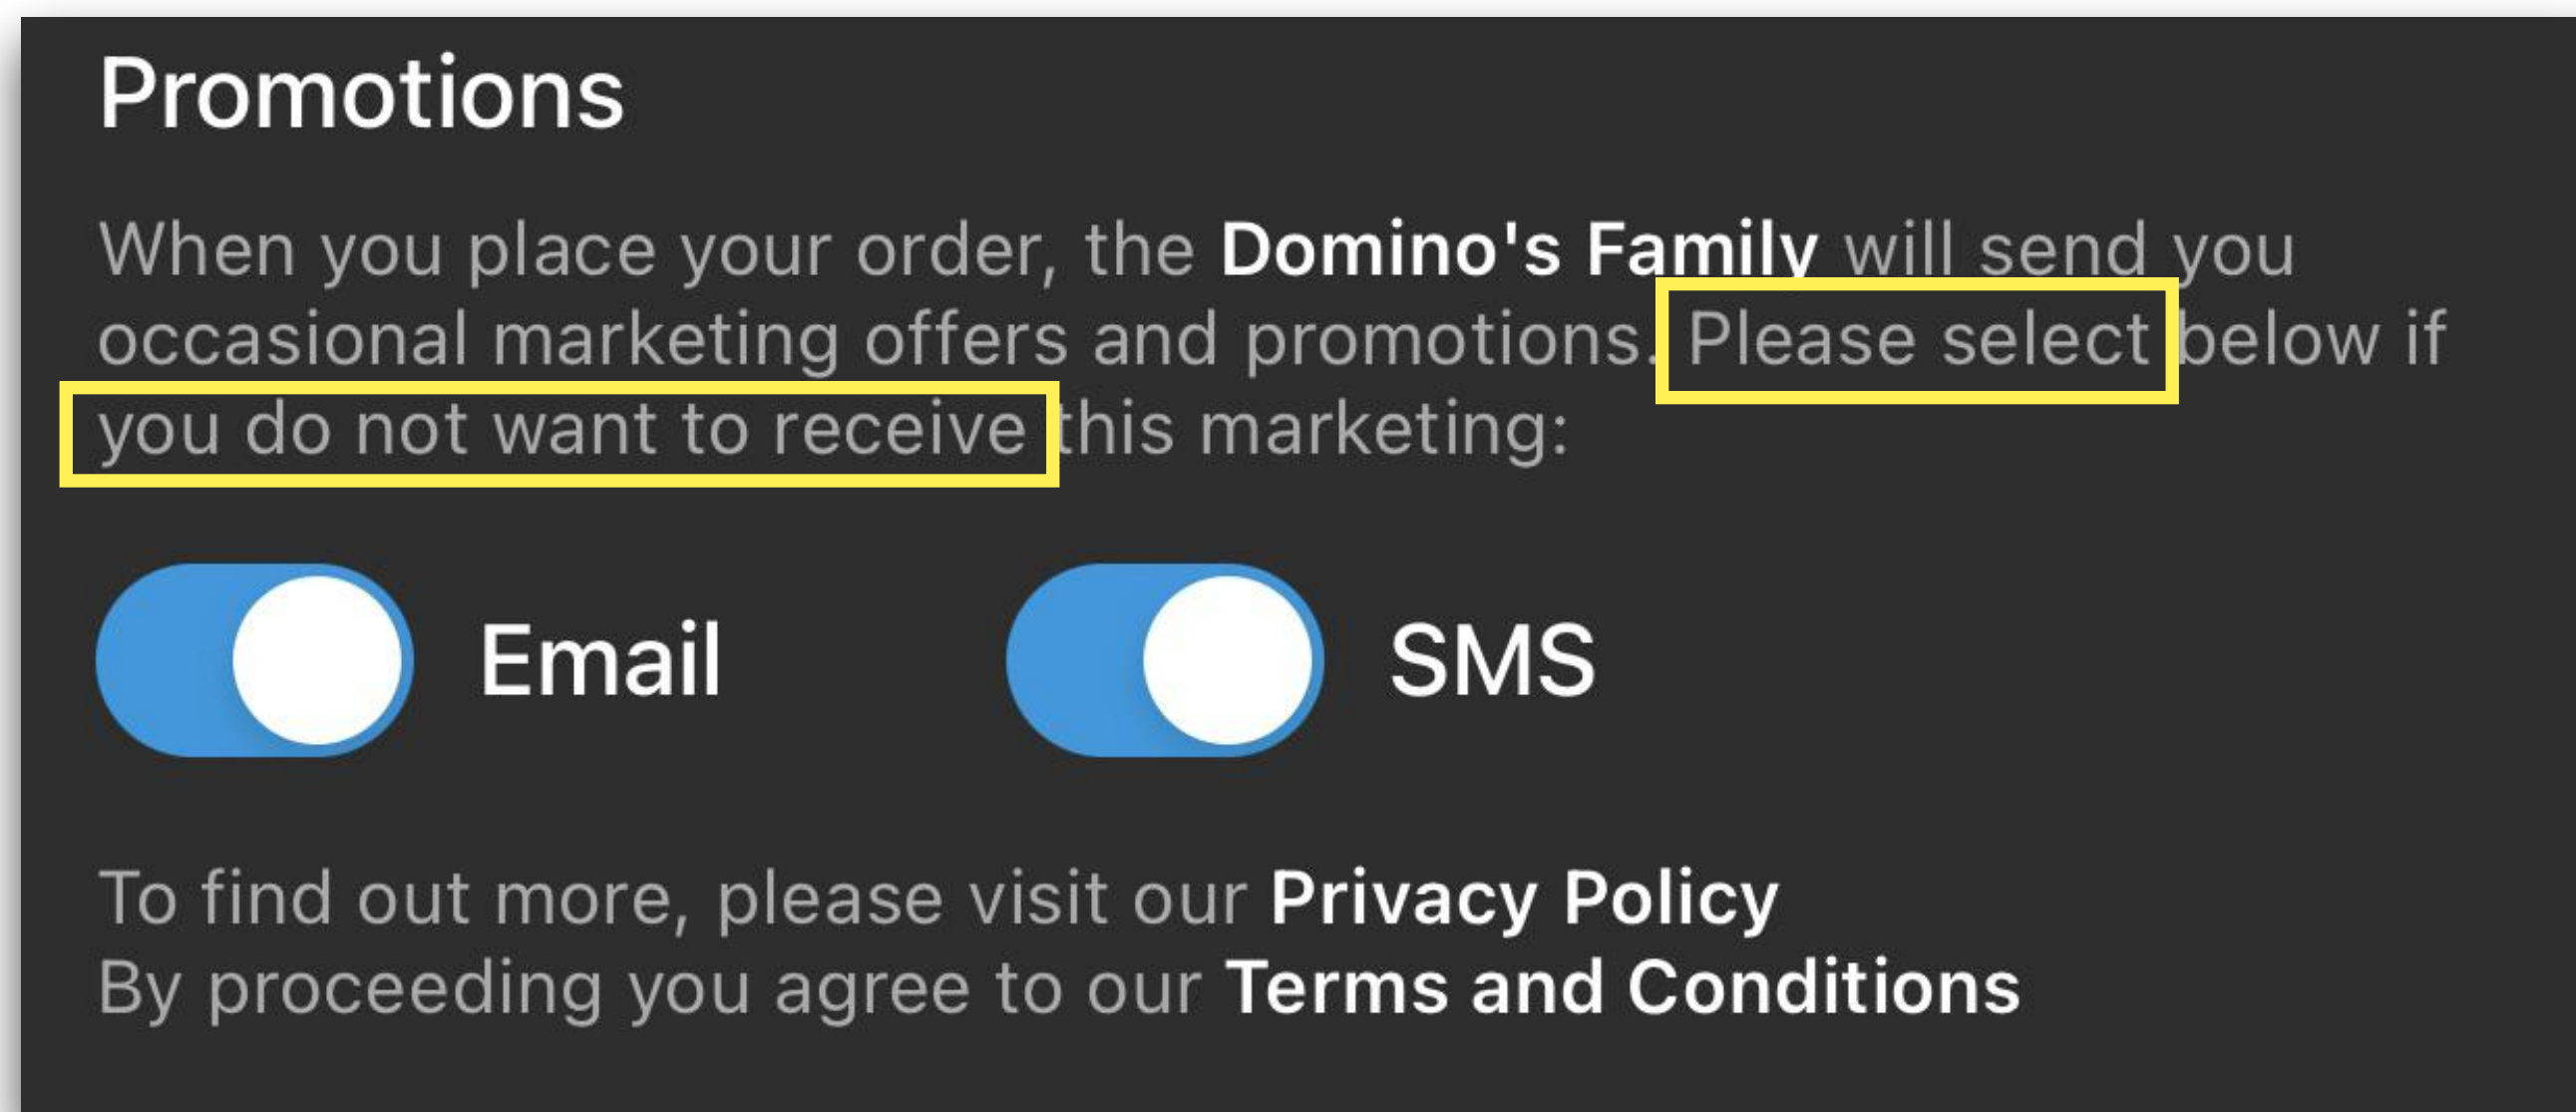 Promotions
When you place your order, the Domino's Family will send you
occasional marketing offers and promotions. Please select below if
you do not want to receive this marketing:
Email SMS
To find out more, please visit our Privacy Policy
By proceeding you agree to our Terms and Conditions